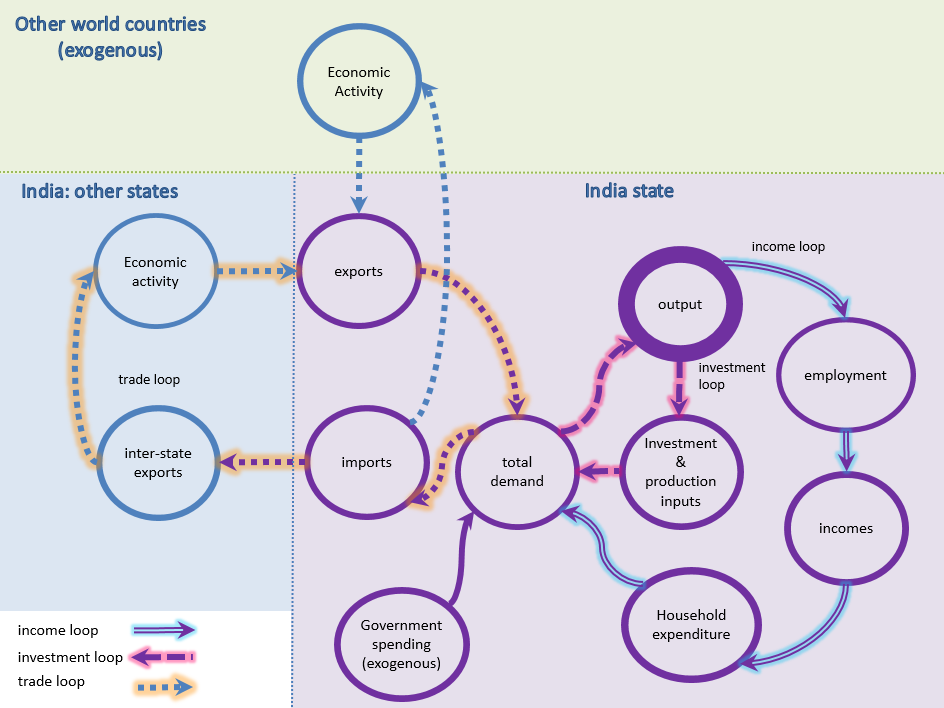 Other world countries
(exogenous)
Economic
Activity
India: other states
India state
Economic
activity
exports
income loop
output
trade loop
investment
loop
employment
inter-state
exports
imports
total
demand
Investment
&
production
inputs
incomes
Government
spending
(exogenous)
Household
expenditure
income loop
investment loop
trade loop